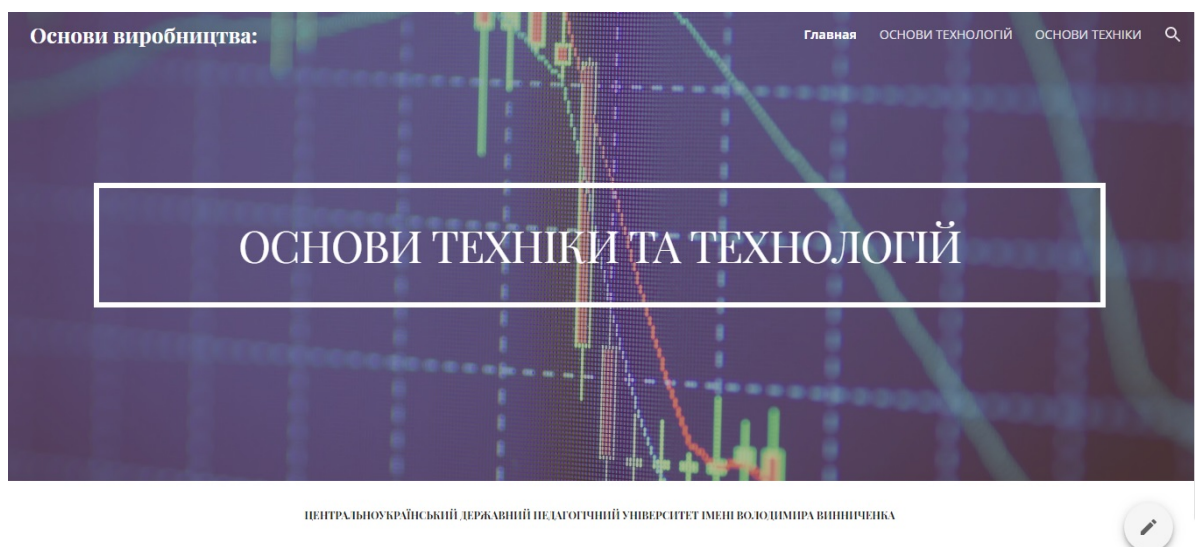 Основи виробництва:
Главная ОСНОВИ ТЕХНОЛОГІЙ ОСНОВИ ТЕХНІКИ
ОСНОВИ ТЕХНІКИ ТА ТЕХНОЛОГІЙ
ЦЕНТРАЛЬНОУКРАЇНСЬКИЙ ДЕРЖАВНИЙ ПЕДАГОГІЧНИЙ УНІВЕРСИТЕТ ІМЕНІ ВОЛОДИМИРА ВИННИЧЕНКА